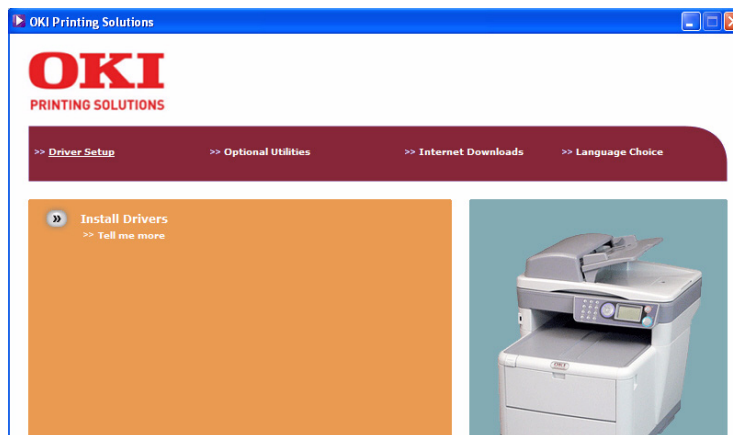 OKI Printing Solutions
OKI
PRINTING SOLUTIONS
>> Driver Setup >> Optional Utilities >> Internet Downloads >> Language Choice
» Install Drivers
>> Tell me more
OKI